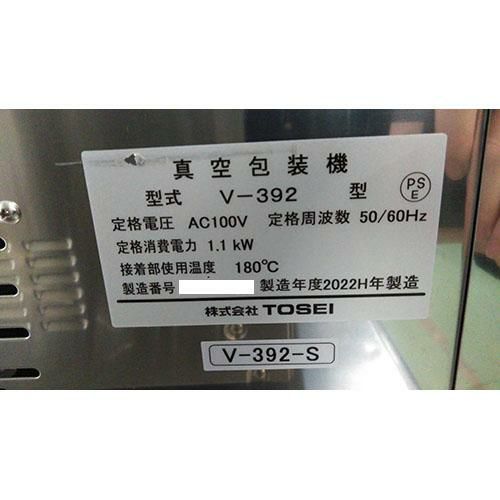 真空包装機
型式 V-392 型
PS
E
定格電圧 AC100V 定格周波数 50/60Hz
定格消費電力 1.1 kW
接着部使用温度 180℃
製造番号 製造年度2022H年製造
株式会社 TOSEI
V-392-S